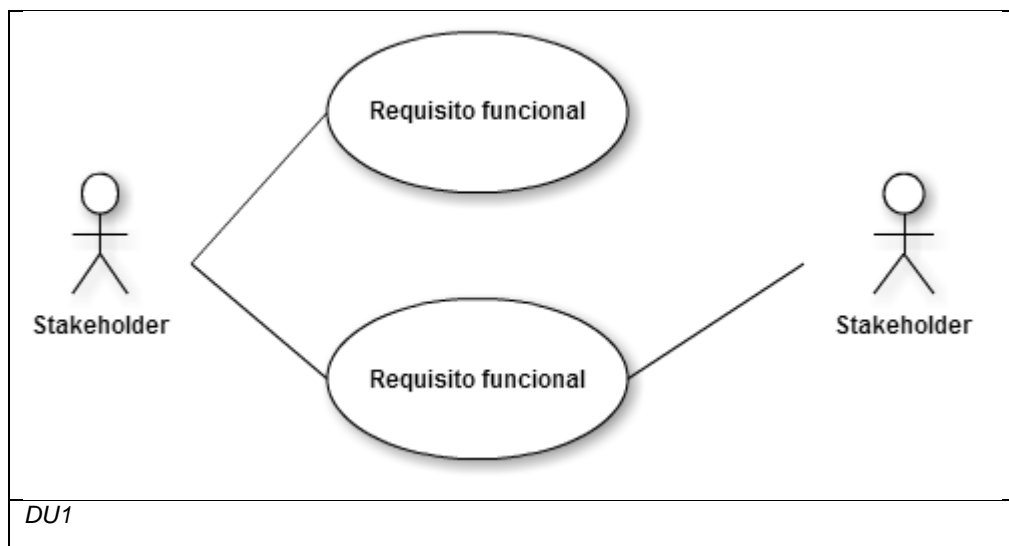 Requisito funcional
Stakeholder
Stakeholder
Requisito funcional
DU1